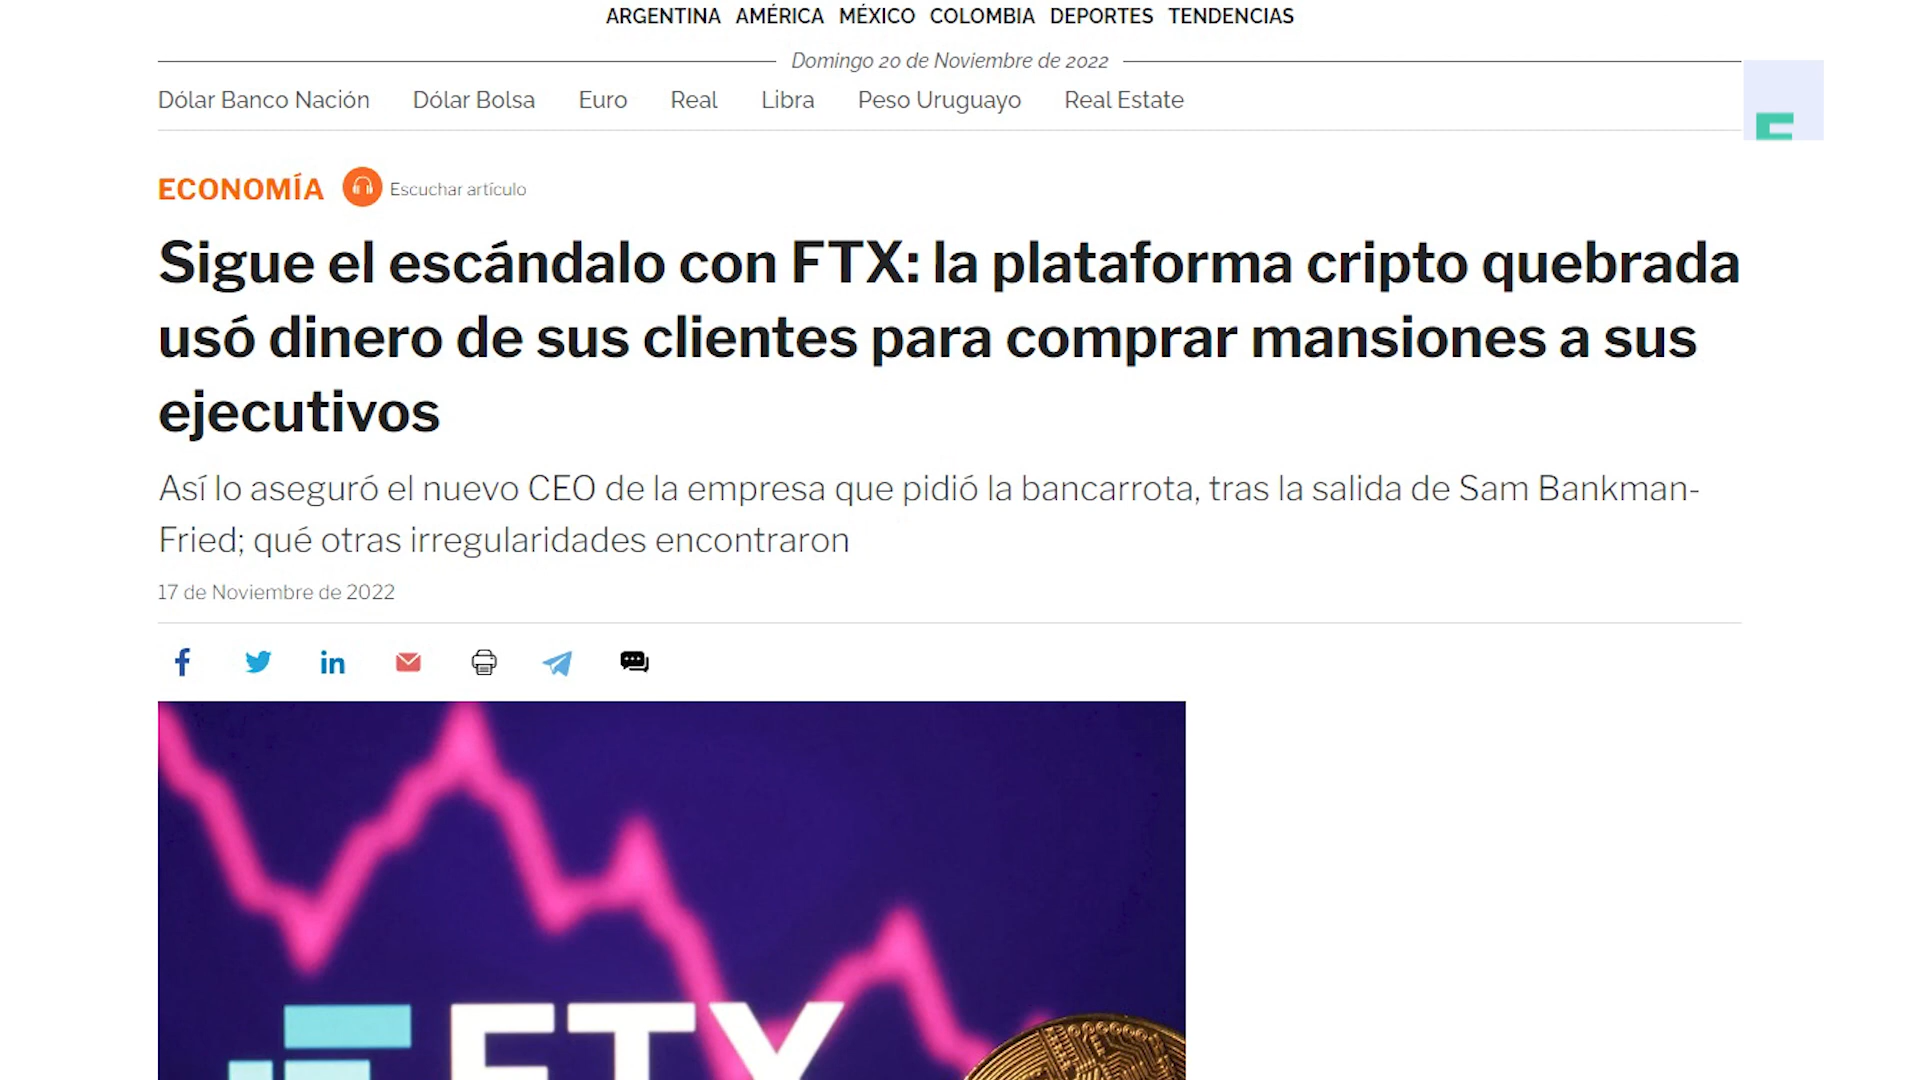 ARGENTINA AMÉRICA MÉXICO COLOMBIA DEPORTES TENDENCIAS
Domingo 20 de Noviembre de 2022
Dólar Banco Nación Dólar Bolsa Euro Real Libra Peso Uruguayo Real Estate
ECONOMÍA Escuchar artículo
Sigue el escándalo con FTX: la plataforma cripto quebrada
usó dinero de sus clientes para comprar mansiones a sus
ejecutivos
Así lo aseguró el nuevo CEO de la empresa que pidió la bancarrota, tras la salida de Sam Bankman-
Fried; qué otras irregularidades encontraron
17 de Noviembre de 2022
FTX